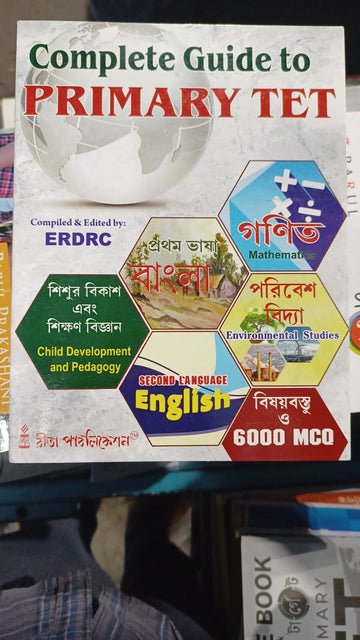 Complete Guide to
PRIMARY TET
Compiled & Edited by:
ERDRC
গণিত
Mathematics
প্রথম ভাষা
বাংলা
শিশুর বিকাশ
এবং
শিক্ষণ বিজ্ঞান
Child Development
and Pedagogy
পরিবেশ
বিদ্যা
Environmental Studies
SECOND LANGUAGE
English
বিষয়বস্তু
ও
6000 MCQ
রীতা পাবলিকেশন
PRAKASHANI
BOOK